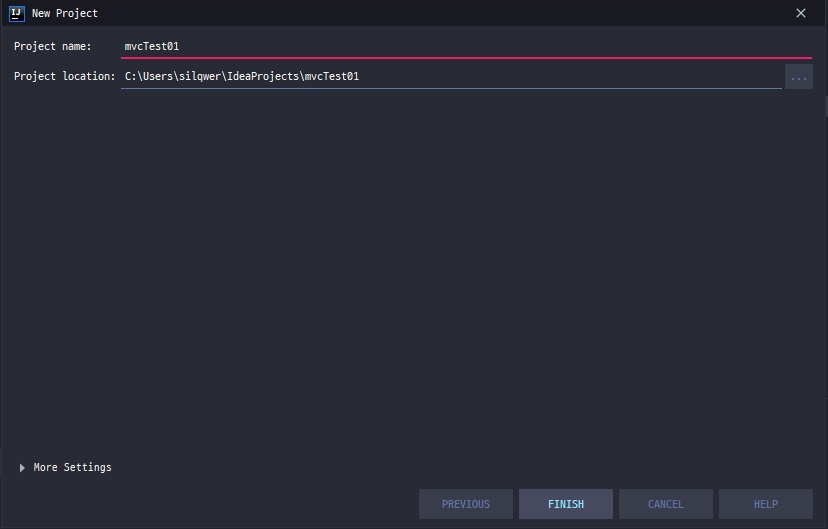 IJ New Project
Project name: mvcTest01
Project location: C:\Users\silqwer\IdeaProjects\mvcTest01 ...
More Settings
PREVIOUS FINISH CANCEL HELP